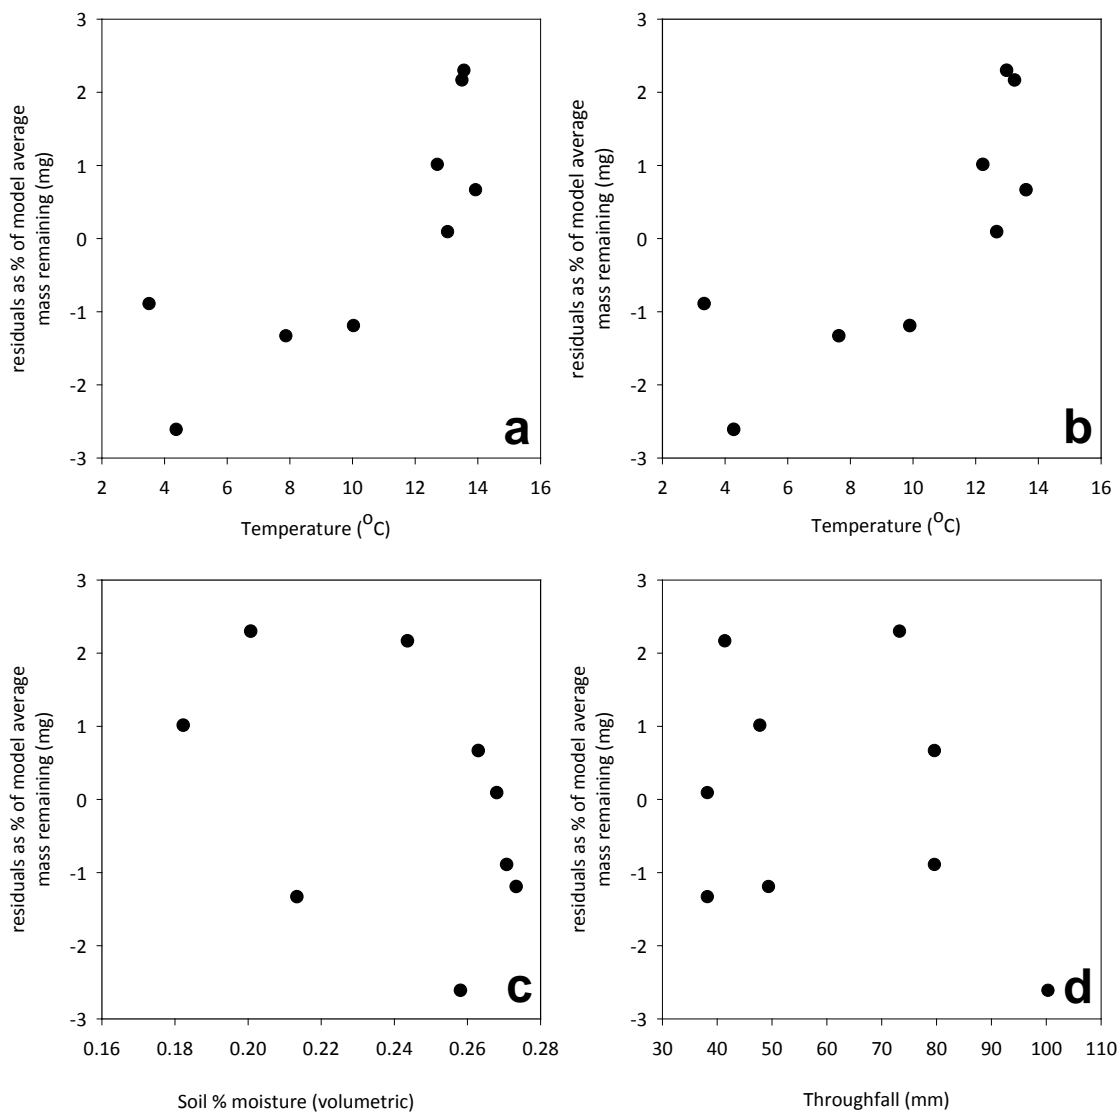 3
2
1
0
-1
-2
-3
residuals as % of model average
mass remaining (mg)
2 4 6 8 10 12 14 16
Temperature (OC)
a
3
2
1
0
-1
-2
-3
residuals as % of model average
mass remaining (mg)
2 4 6 8 10 12 14 16
Temperature (OC)
b
3
2
1
0
-1
-2
-3
residuals as % of model average
mass remaining (mg)
0.16 0.18 0.20 0.22 0.24 0.26 0.28
Soil % moisture (volumetric)
c
3
2
1
0
-1
-2
-3
residuals as % of model average
mass remaining (mg)
30 40 50 60 70 80 90 100 110
Throughfall (mm)
d